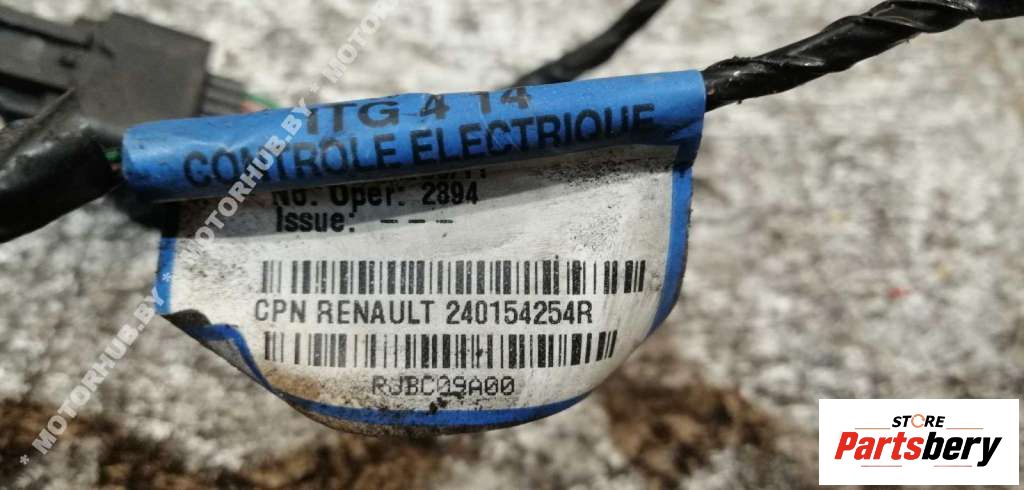 ITG 4 14
CONTROLE ELECTRIQUE
No. Oper: 2894
Issue: - - -
CPN RENAULT 240154254R
RJBC09A00
* MOTORHUB.BY * MOTORHUB.BY * MOTORHUB.BY * MOTOR
STORE
Partsbery